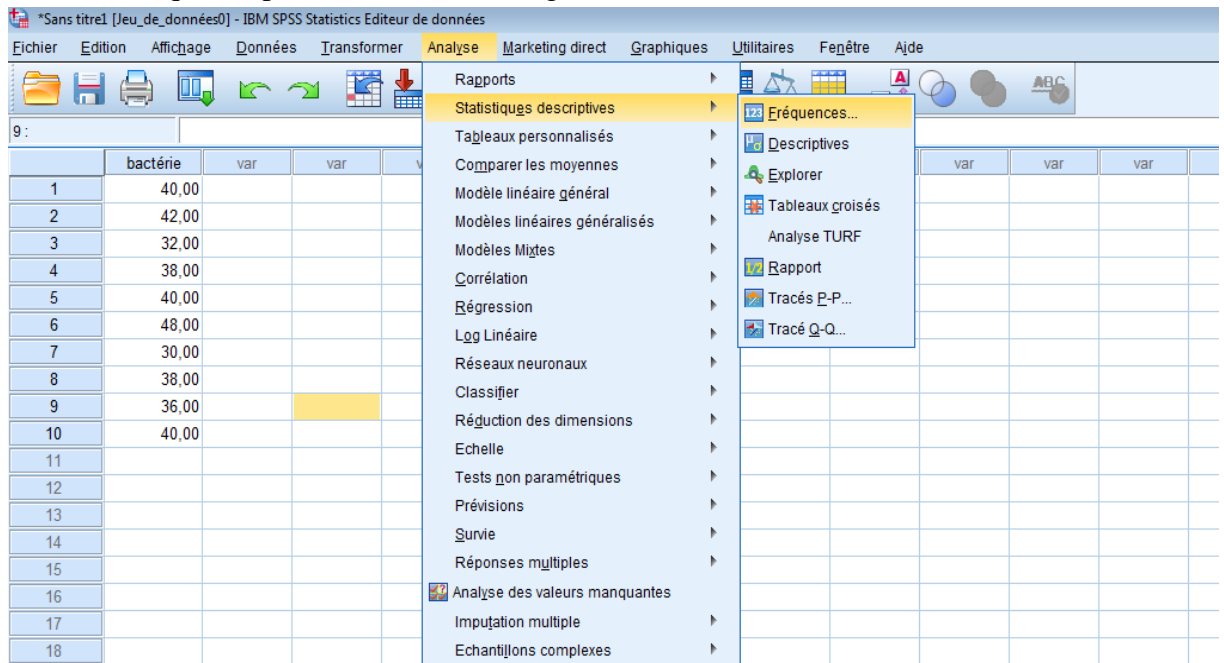 *Sans titre1 [Jeu_de_données0] - IBM SPSS Statistics Editeur de données
Eichier Edition Affichage Données Transformer Analyse Marketing direct Graphiques Utilitaires Fenêtre Aide
9 :
bactérie var var var var var
1 40,00
2 42,00
3 32,00
4 38,00
5 40,00
6 48,00
7 30,00
8 38,00
9 36,00
10 40,00
11
12
13
14
15
16
17
18
Rapports
Statistiques descriptives
Tableaux personnalisés
Comparer les moyennes
Modèle linéaire général
Modèles linéaires généralisés
Modèles Mixtes
Corrélation
Régression
Log Linéaire
Réseaux neuronaux
Classifier
Réduction des dimensions
Echelle
Tests non paramétriques
Prévisions
Survie
Réponses multiples
Analyse des valeurs manquantes
Imputation multiple
Echantillons complexes
123 Fréquences...
Descriptives
Explorer
Tableaux croisés
Analyse TURF
1/2 Rapport
Tracés P-P...
Tracé Q-Q...
A
ABC